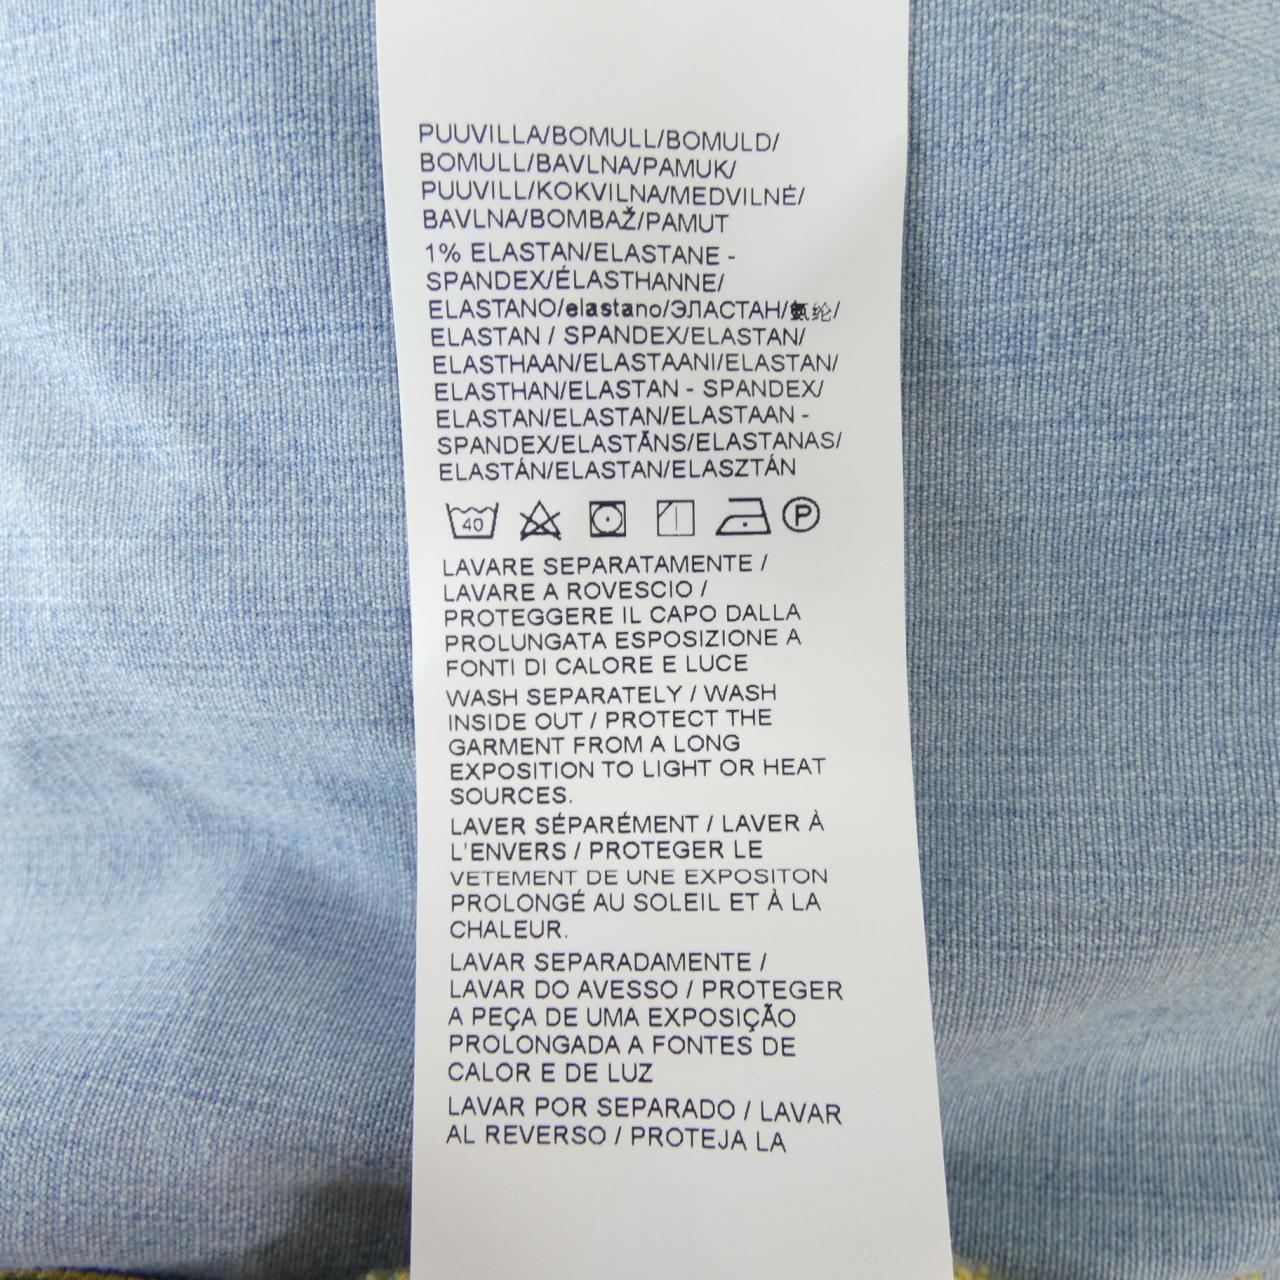 PUUVILLA/BOMULL/BOMULD/
BOMULL/BAVLNA/PAMUK/
PUUVILL/KOKVILNA/MEDVILNĖ/
BAVLNA/BOMBAŽ/PAMUT
1% ELASTAN/ELASTANE -
SPANDEX/ÉLASTHANNE/
ELASTANO/elastano/ЭЛАСТАН/氨纶/
ELASTAN / SPANDEX/ELASTAN/
ELASTHAAN/ELASTAANI/ELASTAN/
ELASTHAN/ELASTAN - SPANDEX/
ELASTAN/ELASTAN/ELASTAAN -
SPANDEX/ELASTĀNS/ELASTANAS/
ELASTÁN/ELASTAN/ELASZTÁN
40 P
LAVARE SEPARATAMENTE /
LAVARE A ROVESCIO /
PROTEGGERE IL CAPO DALLA
PROLUNGATA ESPOSIZIONE A
FONTI DI CALORE E LUCE
WASH SEPARATELY / WASH
INSIDE OUT / PROTECT THE
GARMENT FROM A LONG
EXPOSITION TO LIGHT OR HEAT
SOURCES.
LAVER SÉPARÉMENT / LAVER À
L'ENVERS / PROTEGER LE
VETEMENT DE UNE EXPOSITON
PROLONGÉ AU SOLEIL ET À LA
CHALEUR.
LAVAR SEPARADAMENTE /
LAVAR DO AVESSO / PROTEGER
A PEÇA DE UMA EXPOSIÇÃO
PROLONGADA A FONTES DE
CALOR E DE LUZ
LAVAR POR SEPARADO / LAVAR
AL REVERSO / PROTEJA LA